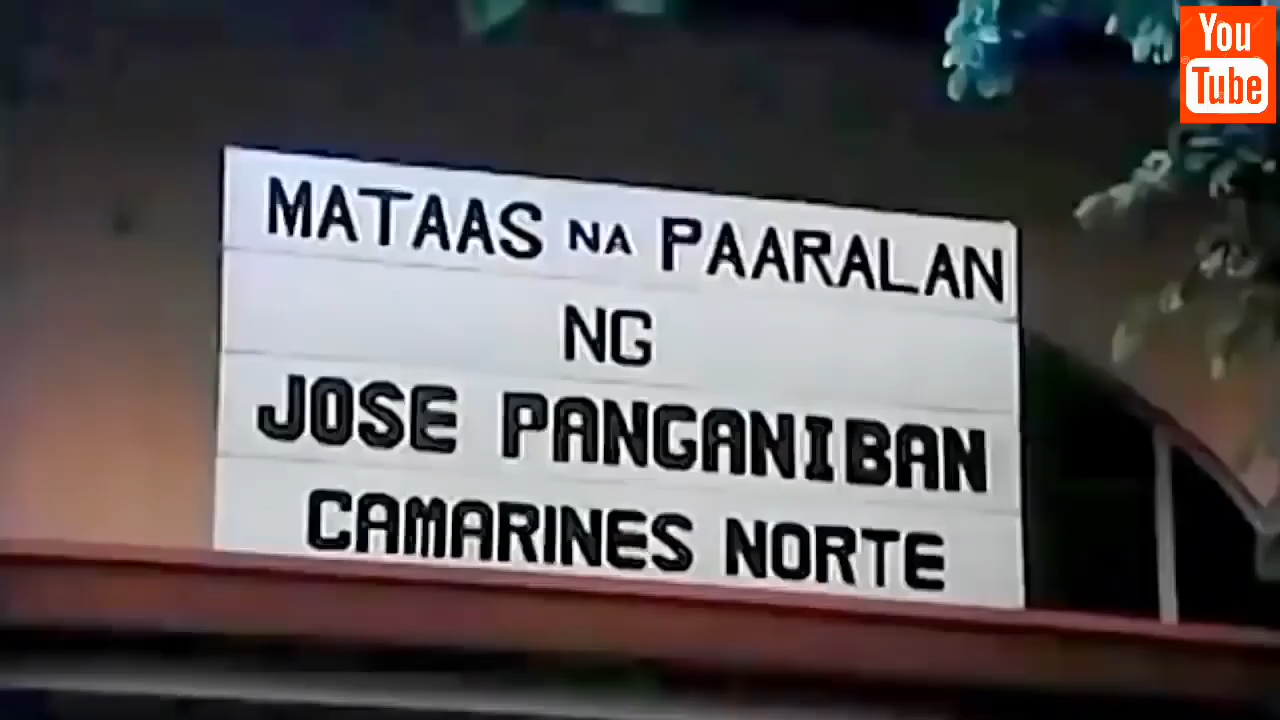 You
Tube
MATAAS NA PAARALAN
NG
JOSE PANGANIBAN
CAMARINES NORTE